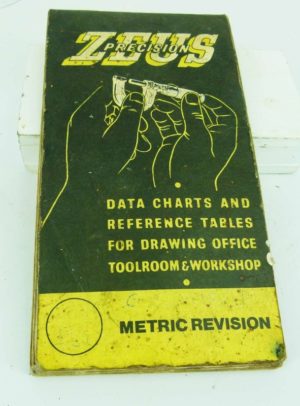 ZEUS
PRECISION
DATA CHARTS AND
REFERENCE TABLES
FOR DRAWING OFFICE
TOOLROOM & WORKSHOP
METRIC REVISION